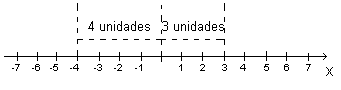 4 unidades 3 unidades
-7 -6 -5 -4 -3 -2 -1 1 2 3 4 5 6 7 X